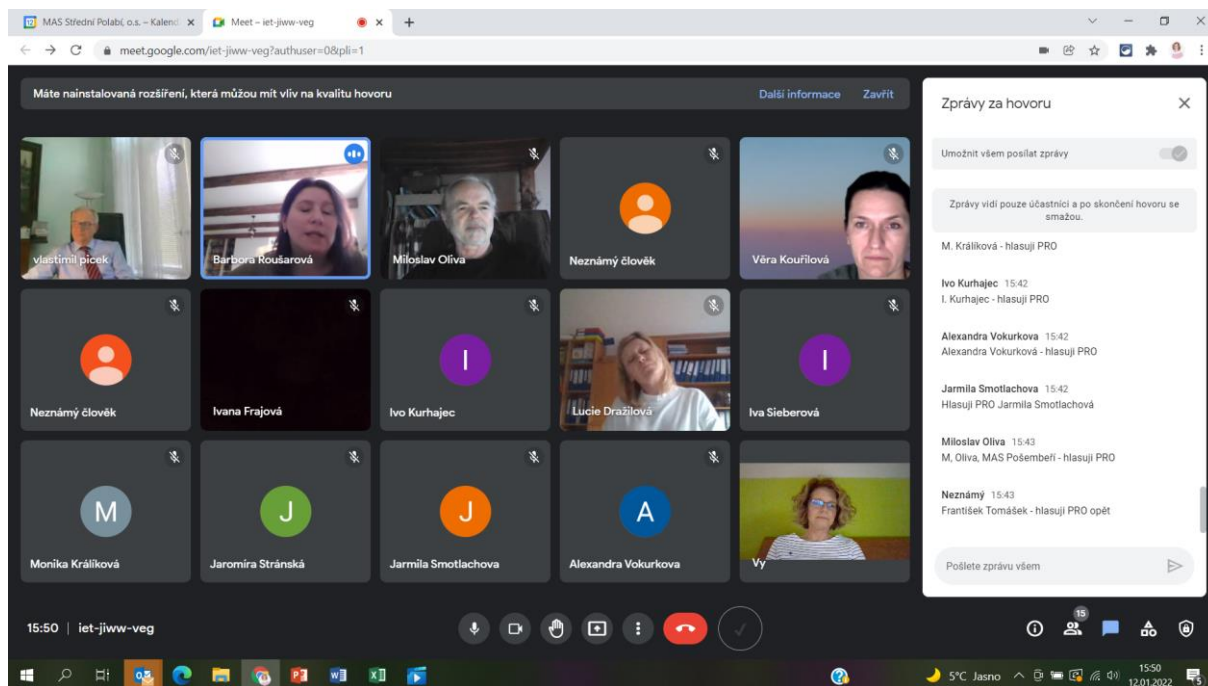 MAS Střední Polabí, o.s. – Kalend
Meet – iet-jiww-veg
meet.google.com/iet-jiww-veg?authuser=0&pli=1
Máte nainstalovaná rozšíření, která můžou mít vliv na kvalitu hovoru
Další informace
Zavřít
vlastimil picek
Barbora Roušarová
Miloslav Oliva
Neznámý člověk
Věra Kouřilová
Neznámý člověk
Ivana Frajová
I
Ivo Kurhajec
Lucie Dražilová
I
Iva Sieberová
M
Monika Králíková
J
Jaromíra Stránská
J
Jarmila Smotlachova
A
Alexandra Vokurkova
Vy
Zprávy za hovoru
Umožnit všem posílat zprávy
Zprávy vidí pouze účastníci a po skončení hovoru se
smažou.
M. Králíková - hlasuji PRO
Ivo Kurhajec 15:42
I. Kurhajec - hlasuji PRO
Alexandra Vokurkova 15:42
Alexandra Vokurková - hlasuji PRO
Jarmila Smotlachova 15:42
Hlasuji PRO Jarmila Smotlachová
Miloslav Oliva 15:43
M, Oliva, MAS Pošembeří - hlasuji PRO
Neznámý 15:43
František Tomášek - hlasuji PRO opět
Pošlete zprávu všem
15:50 | iet-jiww-veg
15
5°C Jasno
15:50
12.01.2022
5